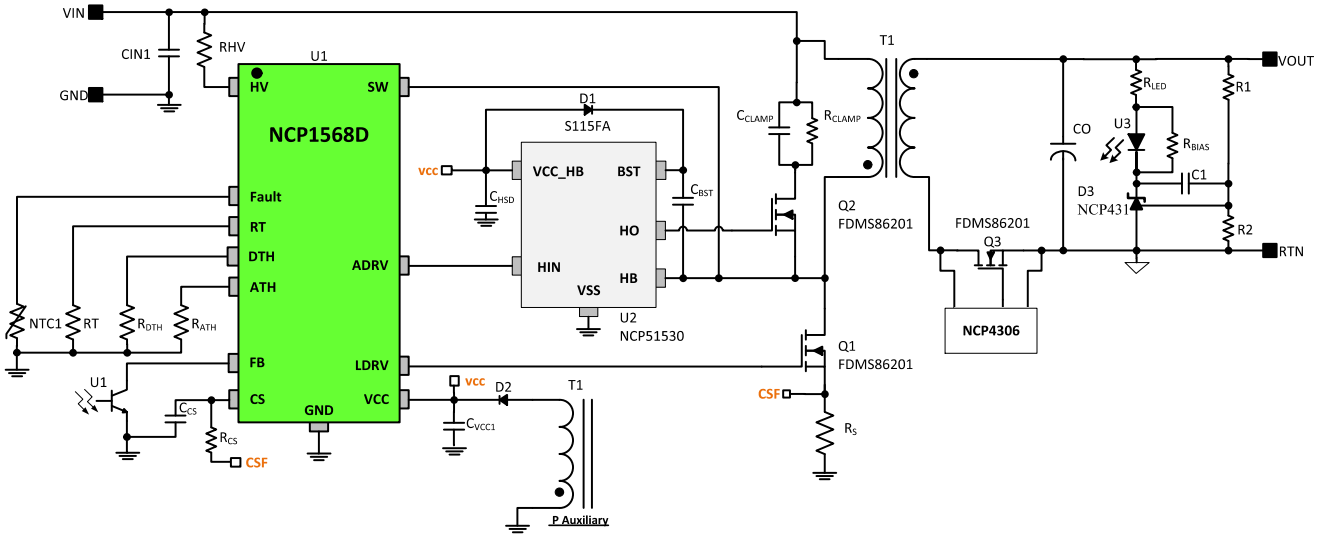 VIN
CIN1
RHV
GND
U1
HV
SW
NCP1568D
Fault
RT
DTH
ADRV
ATH
FB
LDRV
CS
VCC
GND
NTC1
RT
RDTH
RATH
U1
CCS
RCS
CSF
vcc
D1
S115FA
VCC_HB
BST
CHSD
CBST
HO
HIN
HB
VSS
U2
NCP51530
CCLAMP
RCLAMP
Q2
FDMS86201
T1
Q1
FDMS86201
CSF
RS
vcc
D2
T1
CVCC1
P Auxiliary
VOUT
RLED
R1
CO
U3
RBIAS
C1
D3
NCP431
R2
FDMS86201
Q3
RTN
NCP4306